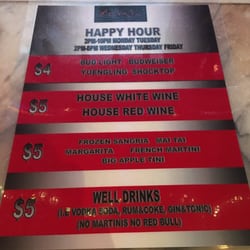 HAPPY HOUR
2PM-10PM MONDAY TUESDAY
2PM-8PM WEDNESDAY THURSDAY FRIDAY
$4
BUD LIGHT BUDWEISER
YUENGLING SHOCKTOP
$5
HOUSE WHITE WINE
HOUSE RED WINE
$5
FROZEN SANGRIA MAI-TAI
MARGARITA FRENCH MARTINI
BIG APPLE TINI
$5
WELL DRINKS
(I.E VODKA SODA, RUM&COKE, GIN&TONIC)
(NO MARTINIS NO RED BULL)